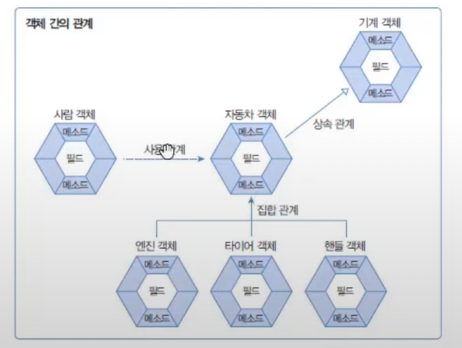 객체 간의 관계
기계 객체
메소드
필드
메소드
사람 객체
메소드
필드
메소드
자동차 객체
메소드
필드
메소드
상속 관계
집합 관계
엔진 객체
메소드
필드
메소드
타이어 객체
메소드
필드
메소드
핸들 객체
메소드
필드
메소드